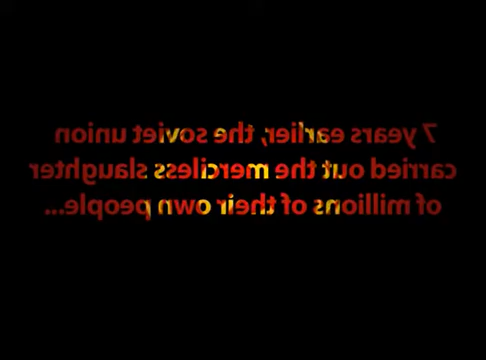 7 years earlier, the soviet union
carried out the merciless slaughter
of millions of their own people...